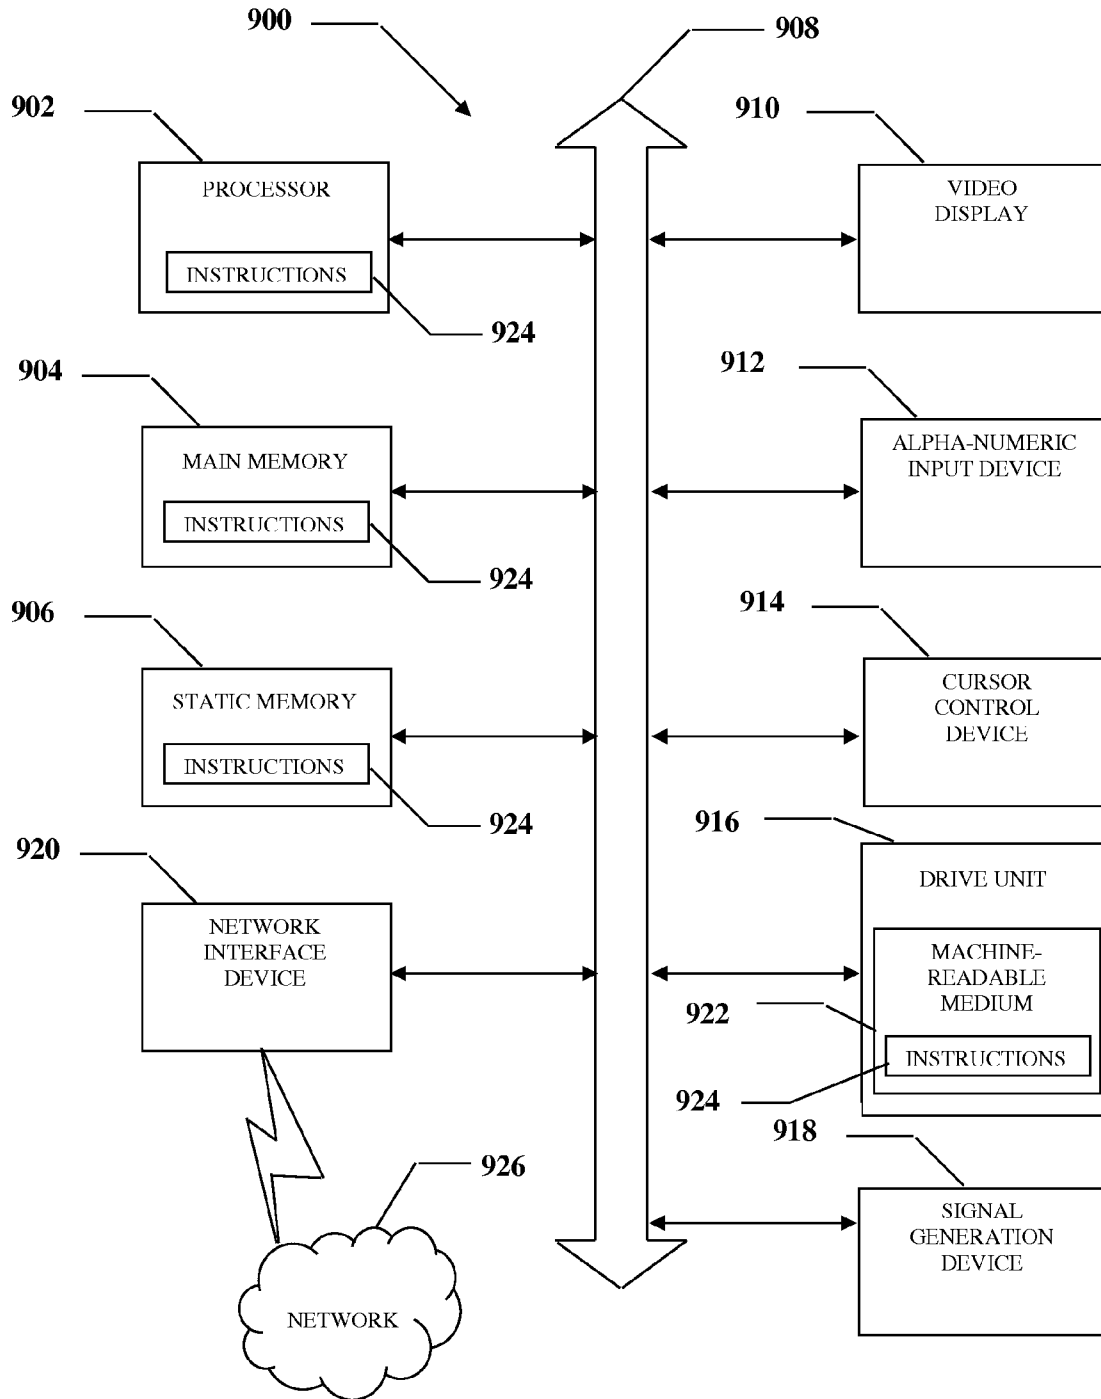 900
908
902
910
PROCESSOR
INSTRUCTIONS
924
VIDEO
DISPLAY
904
912
MAIN MEMORY
INSTRUCTIONS
924
ALPHA-NUMERIC
INPUT DEVICE
906
914
STATIC MEMORY
INSTRUCTIONS
924
CURSOR
CONTROL
DEVICE
920
916
NETWORK
INTERFACE
DEVICE
DRIVE UNIT
MACHINE-
READABLE
MEDIUM
922
INSTRUCTIONS
924
918
926
SIGNAL
GENERATION
DEVICE
NETWORK